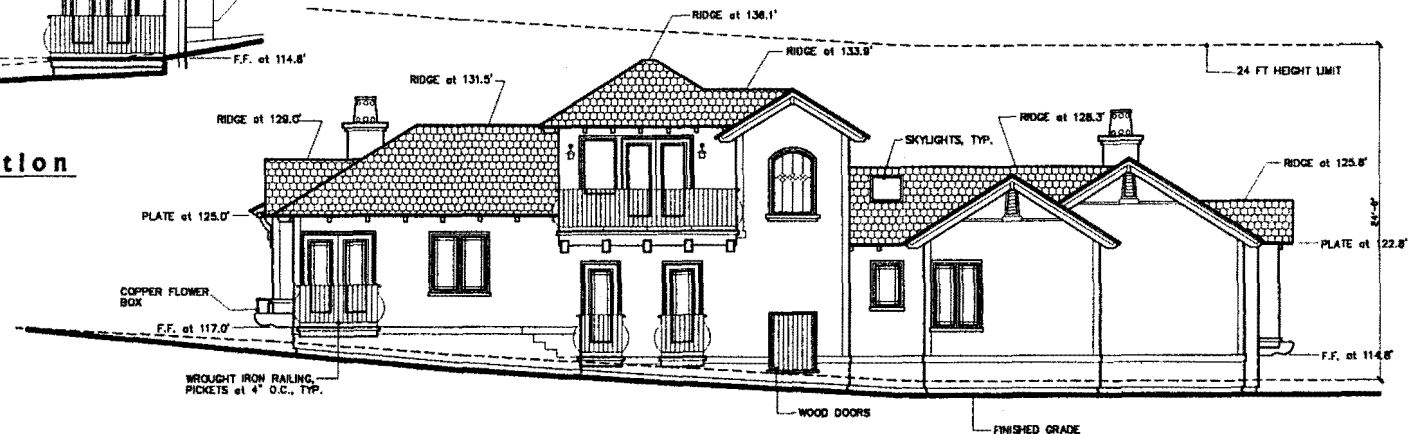 RIDGE at 136.1'
F.F. at 114.8'
RIDGE at 133.9'
24 FT HEIGHT LIMIT
RIDGE at 131.5'
RIDGE at 129.0'
RIDGE at 128.3'
SKYLIGHTS, TYP.
tion
RIDGE at 125.8'
PLATE at 125.0'
24'-0"
PLATE at 122.8'
COPPER FLOWER
BOX
F.F. at 117.0'
F.F. at 114.8'
WROUGHT IRON RAILING,
PICKETS at 4" O.C., TYP.
WOOD DOORS
FINISHED GRADE